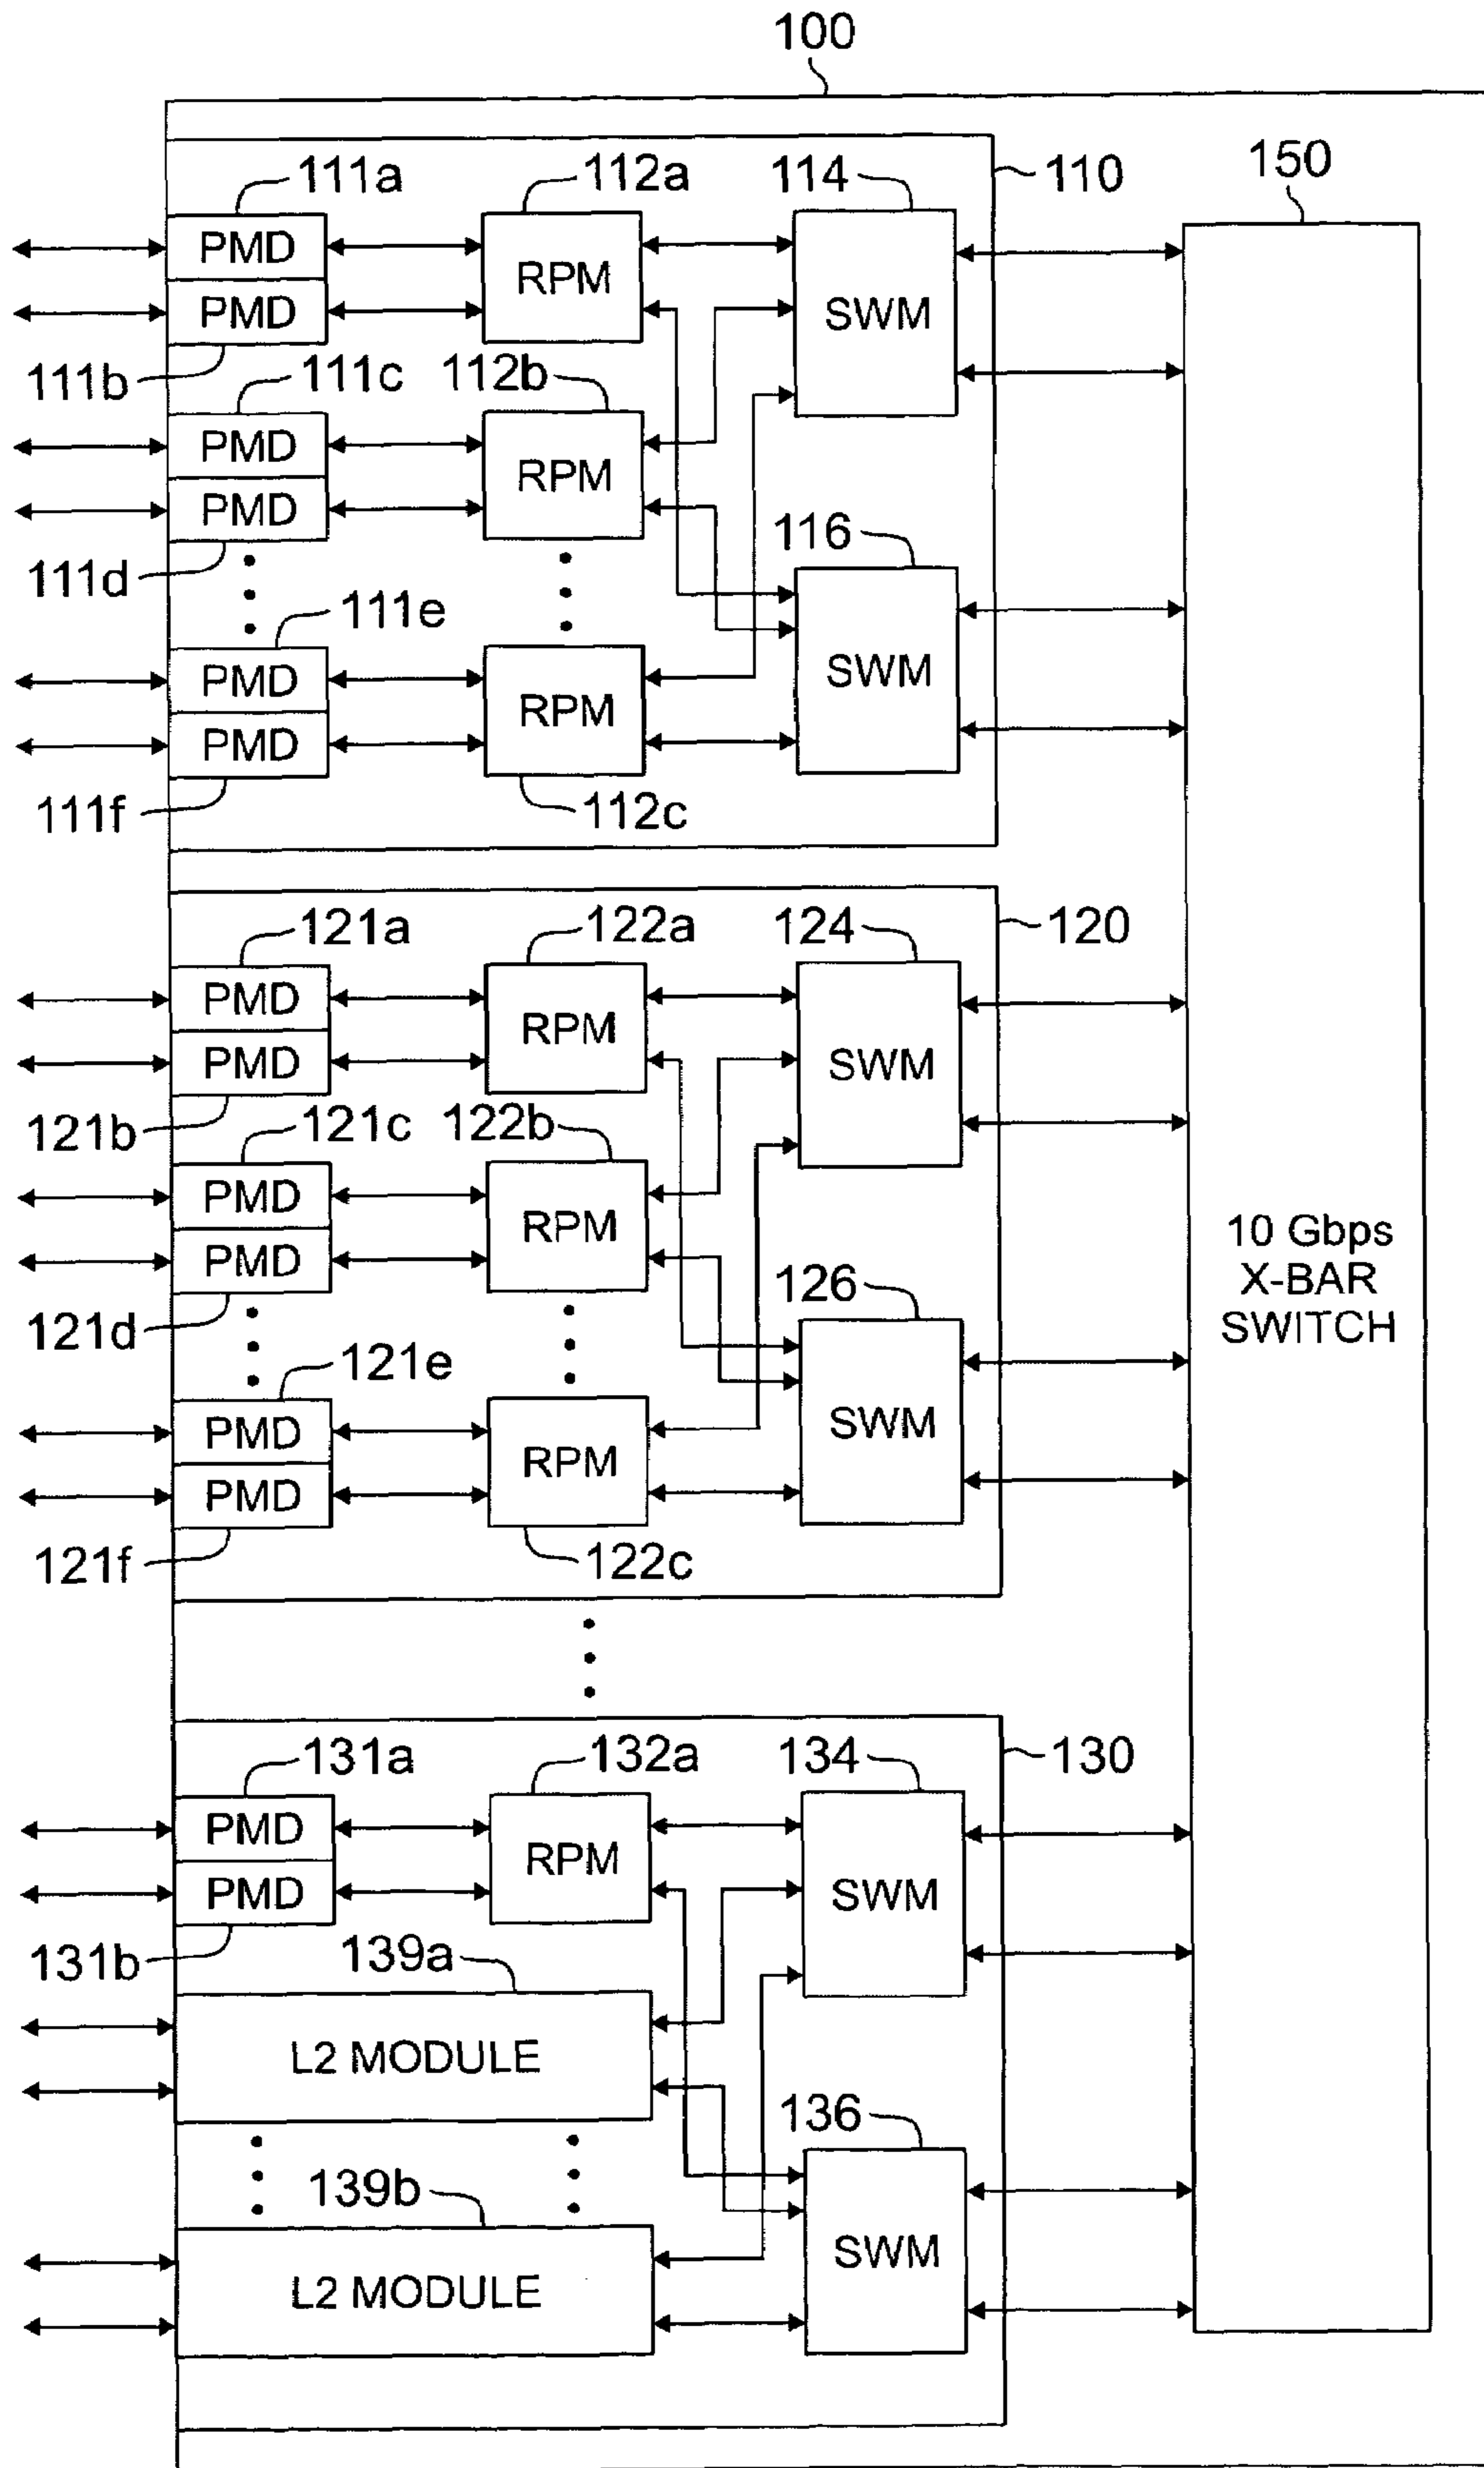 100
111a 112a 114 110 150
PMD
PMD
RPM
SWM
111b 111c 112b
PMD
PMD
RPM
111d
116
111e
PMD
PMD
RPM
SWM
111f 112c
121a 122a 124 120
PMD
PMD
RPM
SWM
121b 121c 122b
PMD
PMD
RPM
10 Gbps
X-BAR
SWITCH
121d
126
121e
PMD
PMD
RPM
SWM
121f 122c
131a 132a 134 130
PMD
PMD
RPM
SWM
131b 139a
L2 MODULE
136
139b
L2 MODULE
SWM